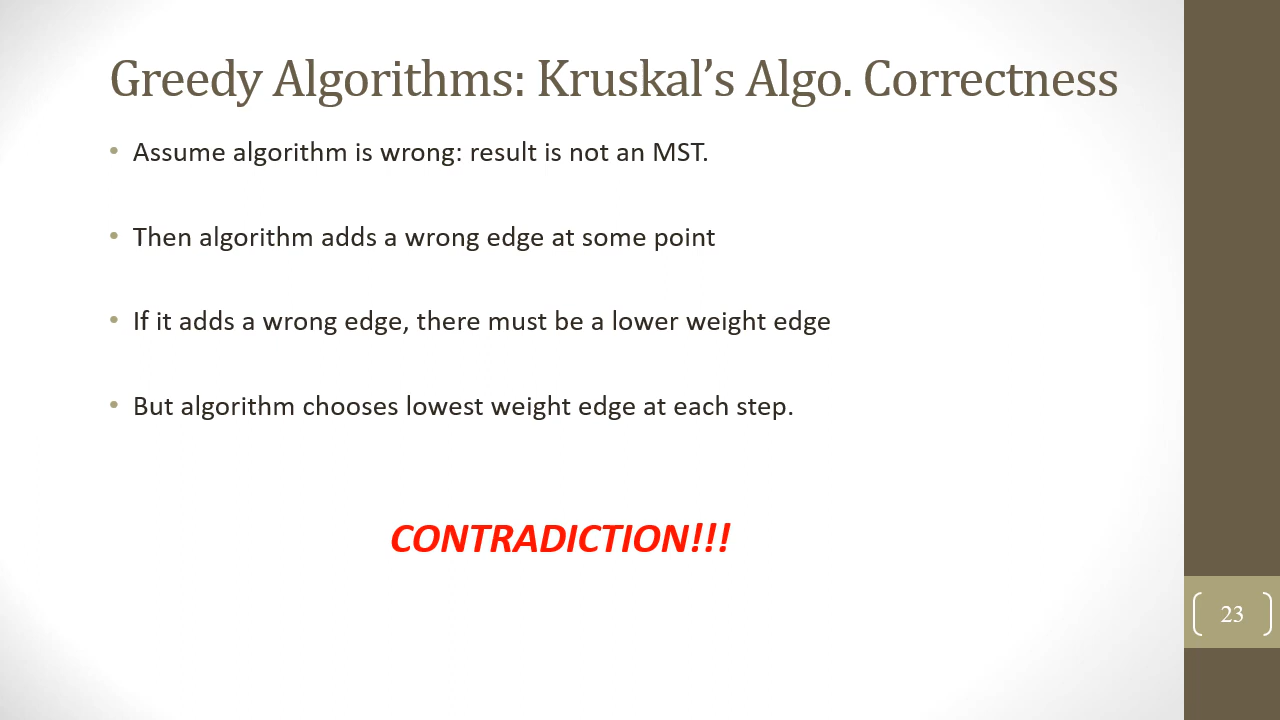 Greedy Algorithms: Kruskal’s Algo. Correctness
• Assume algorithm is wrong: result is not an MST.
• Then algorithm adds a wrong edge at some point
• If it adds a wrong edge, there must be a lower weight edge
• But algorithm chooses lowest weight edge at each step.
CONTRADICTION!!!
23